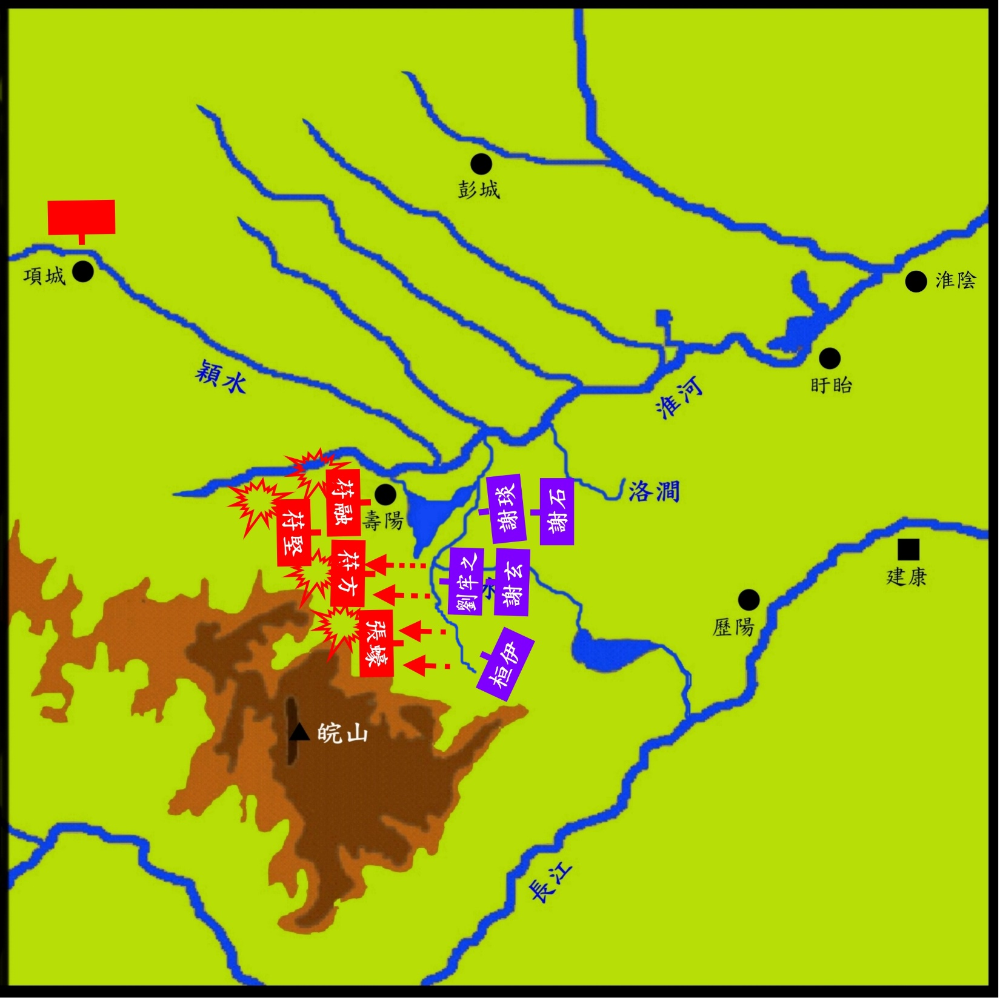 彭城
項城
淮陰
盱眙
穎水
淮河
洛澗
壽陽
苻融
苻堅
苻方
張蠔
謝琰
謝石
劉牢之
謝玄
水
桓伊
建康
歷陽
皖山
長江